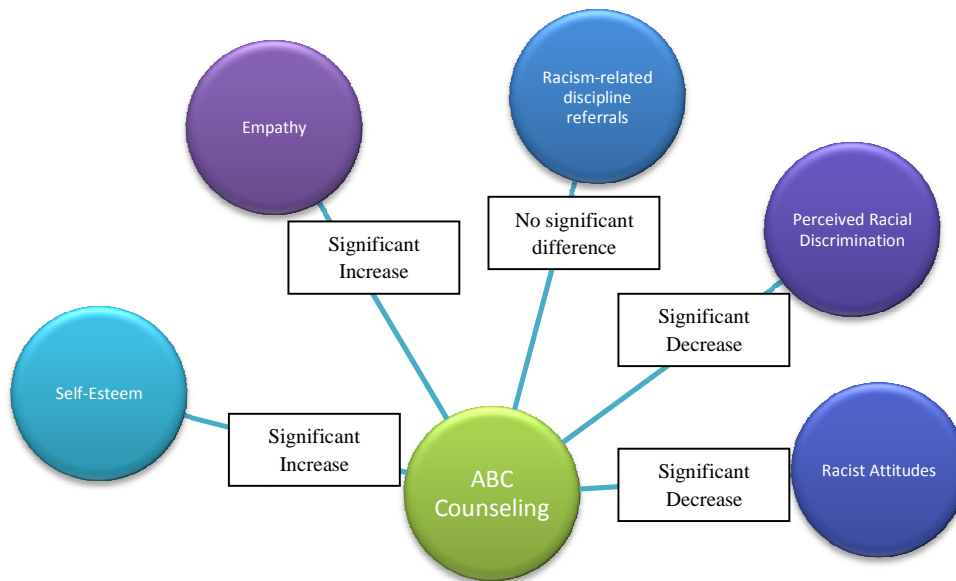 Racism-related
discipline
referrals
Empathy
No significant
difference
Perceived Racial
Discrimination
Significant
Increase
Significant
Decrease
Self-Esteem
Significant
Increase
ABC
Counseling
Significant
Decrease
Racist Attitudes